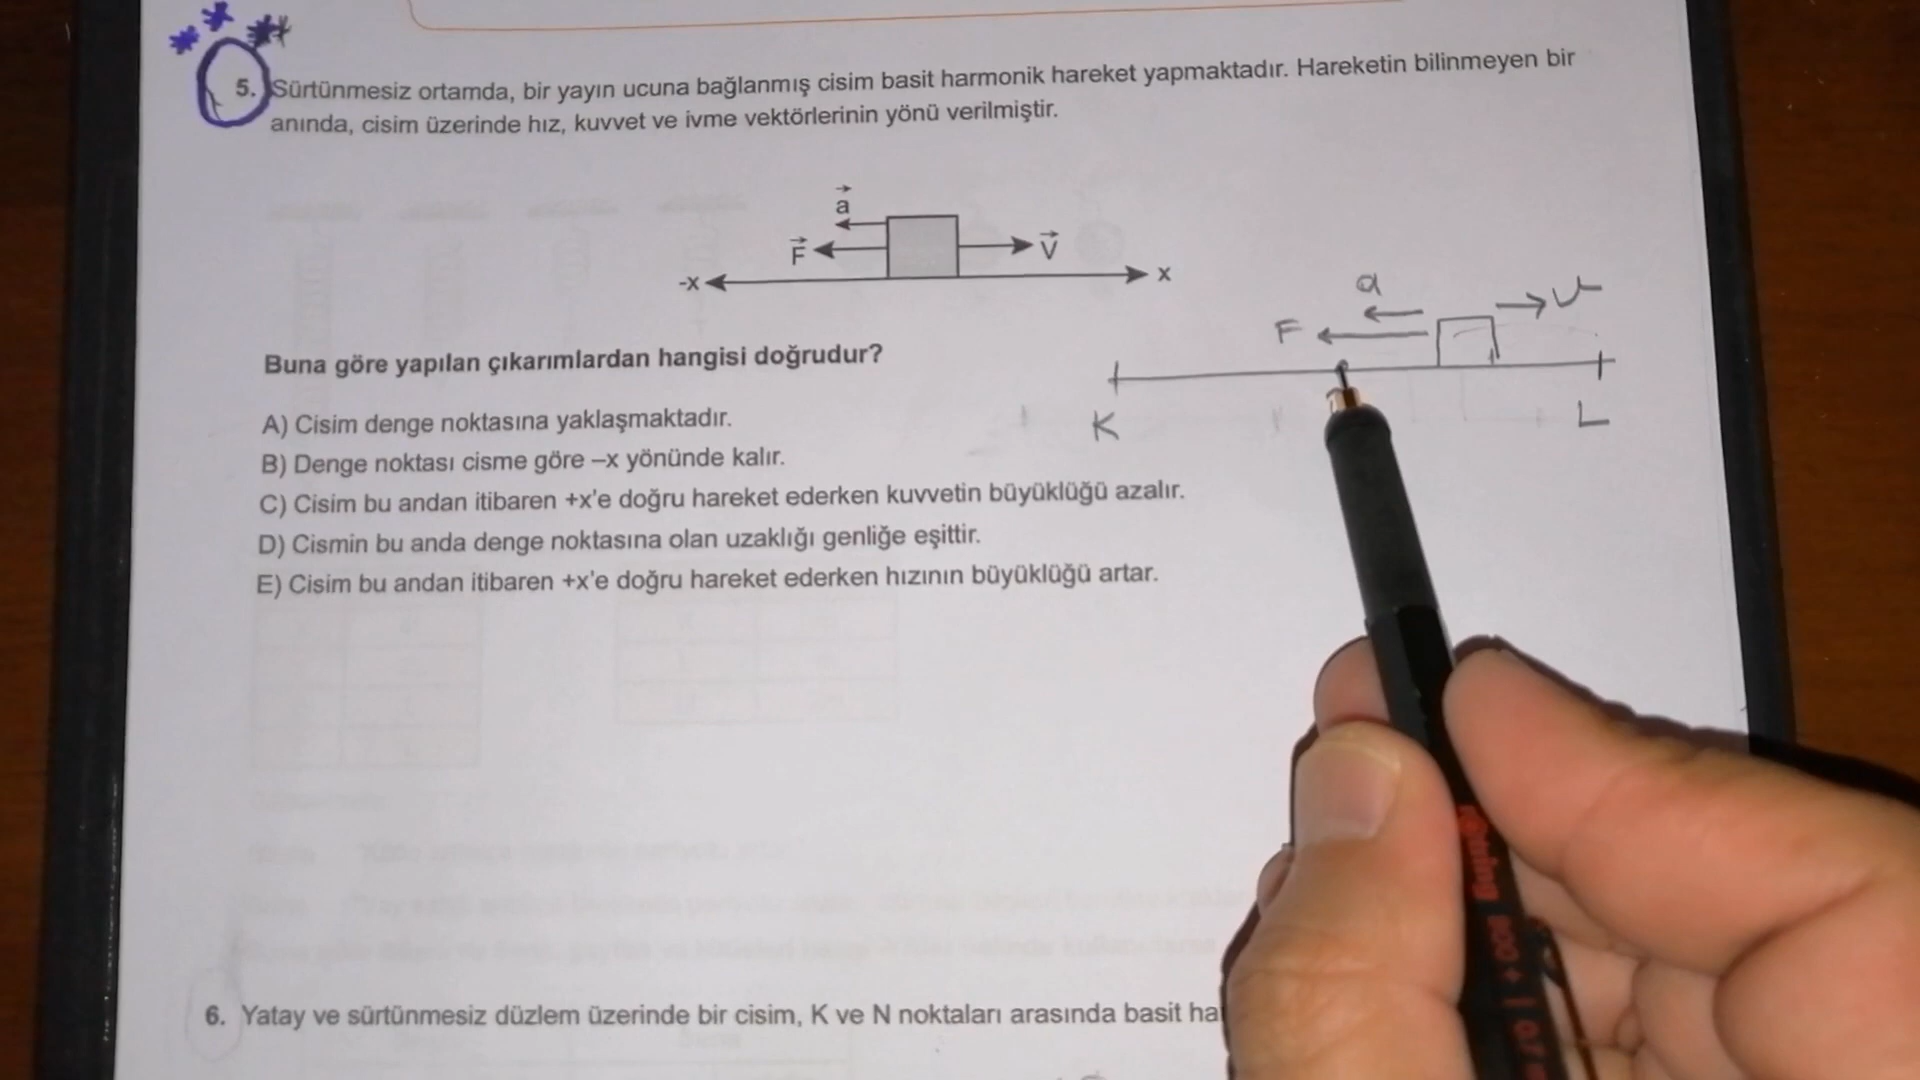 5. Sürtünmesiz ortamda, bir yayın ucuna bağlanmış cisim basit harmonik hareket yapmaktadır. Hareketin bilinmeyen bir
anında, cisim üzerinde hız, kuvvet ve ivme vektörlerinin yönü verilmiştir.
a
F V
-x x
a
F v
K L
Buna göre yapılan çıkarımlardan hangisi doğrudur?
A) Cisim denge noktasına yaklaşmaktadır.
B) Denge noktası cisme göre –x yönünde kalır.
C) Cisim bu andan itibaren +x'e doğru hareket ederken kuvvetin büyüklüğü azalır.
D) Cismin bu anda denge noktasına olan uzaklığı genliğe eşittir.
E) Cisim bu andan itibaren +x'e doğru hareket ederken hızının büyüklüğü artar.
6. Yatay ve sürtünmesiz düzlem üzerinde bir cisim, K ve N noktaları arasında basit ha
rotring